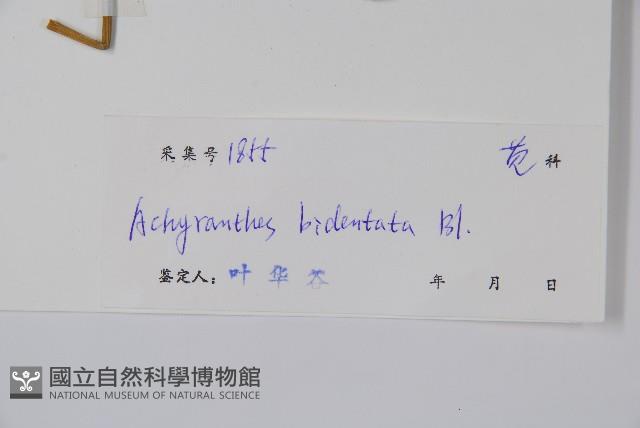 采集号 1855 苋 科
Achyranthes bidentata Bl.
鉴定人: 叶 华 谷 年 月 日
國立自然科學博物館
NATIONAL MUSEUM OF NATURAL SCIENCE